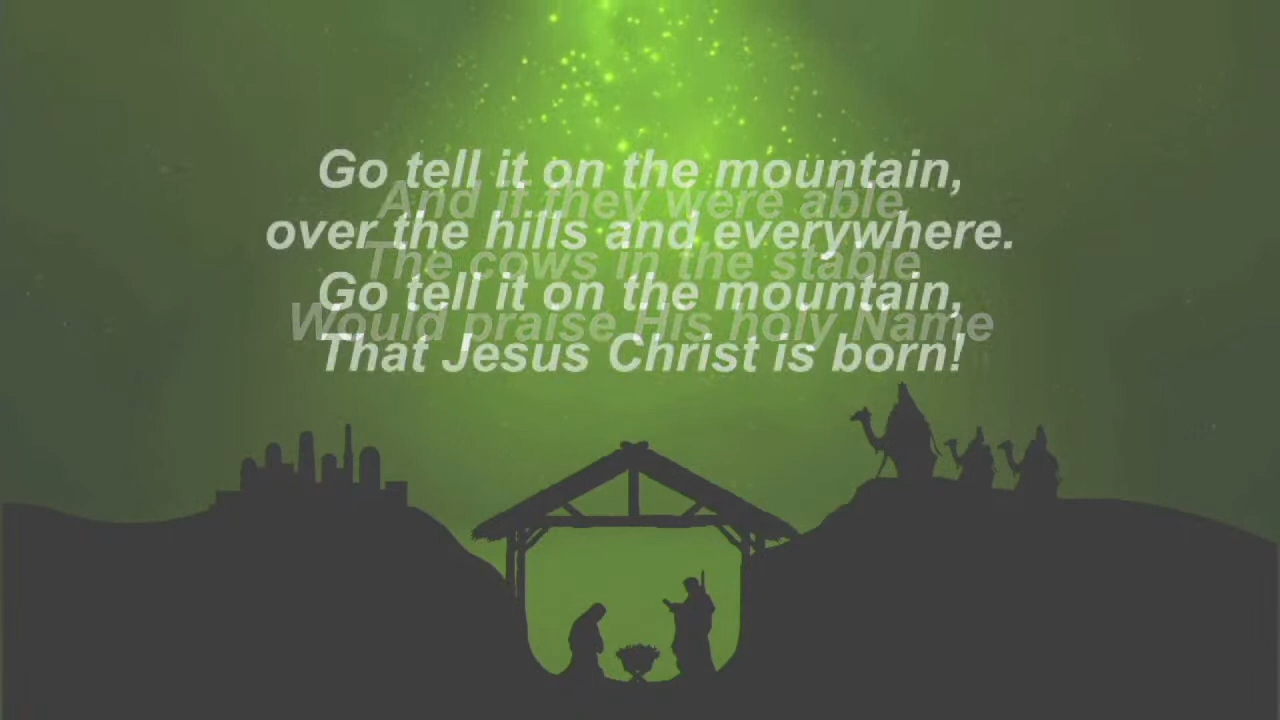 Go tell it on the mountain,
And if they were able
over the hills and everywhere.
The cows in the stable
Go tell it on the mountain,
Would praise His holy Name
That Jesus Christ is born!